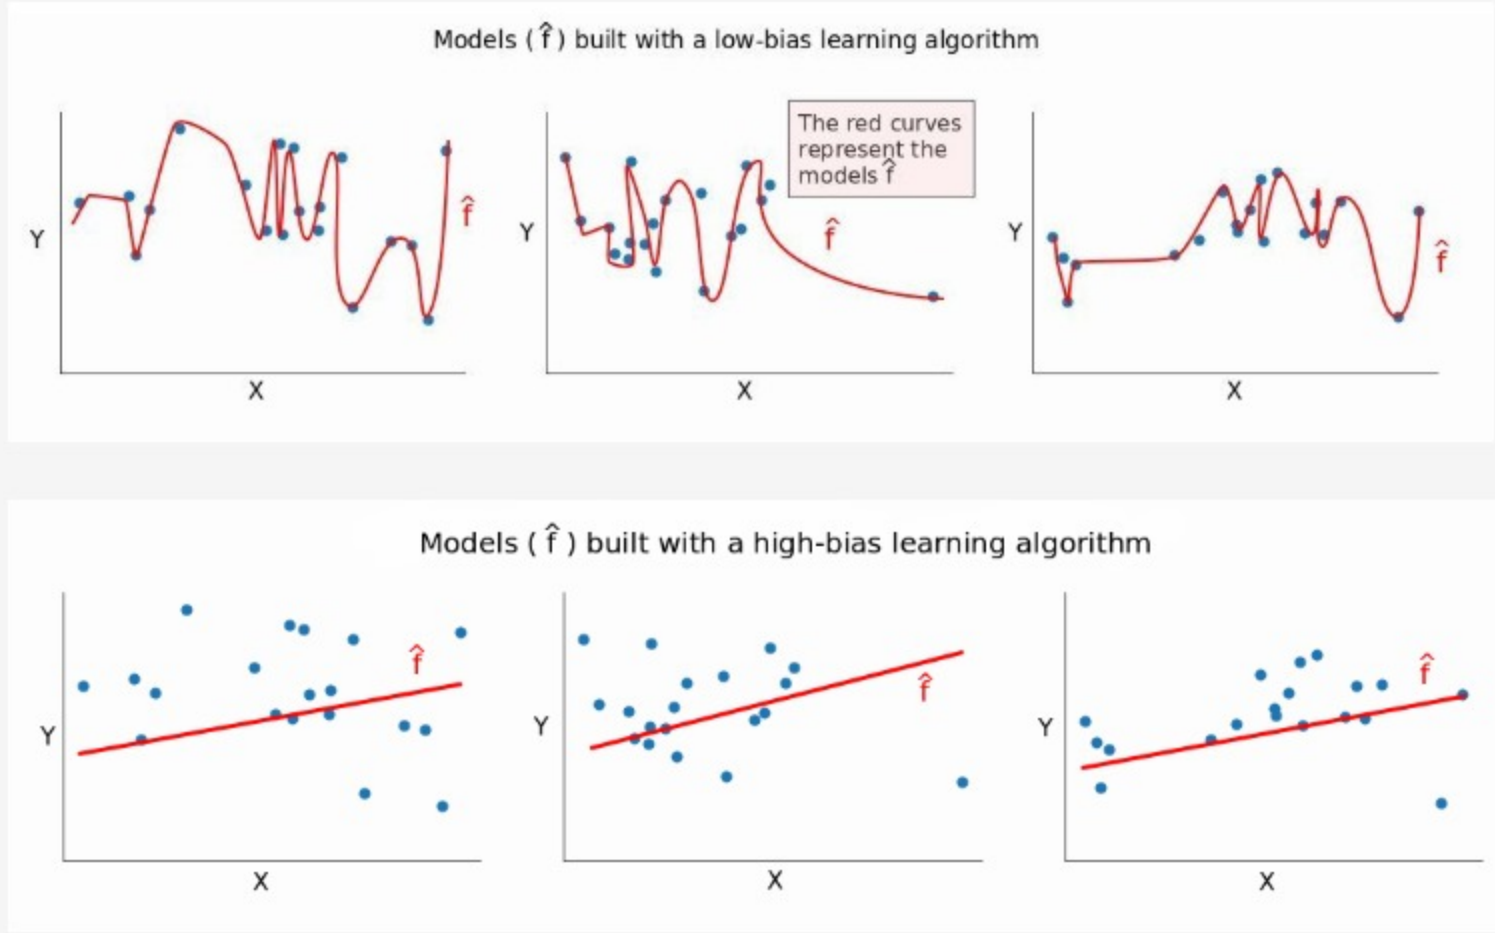 Models ( f̂ ) built with a low-bias learning algorithm
The red curves
represent the
models f̂
f̂
f̂
f̂
Y
Y
Y
X
X
X
Models ( f̂ ) built with a high-bias learning algorithm
f̂
f̂
f̂
Y
Y
Y
X
X
X